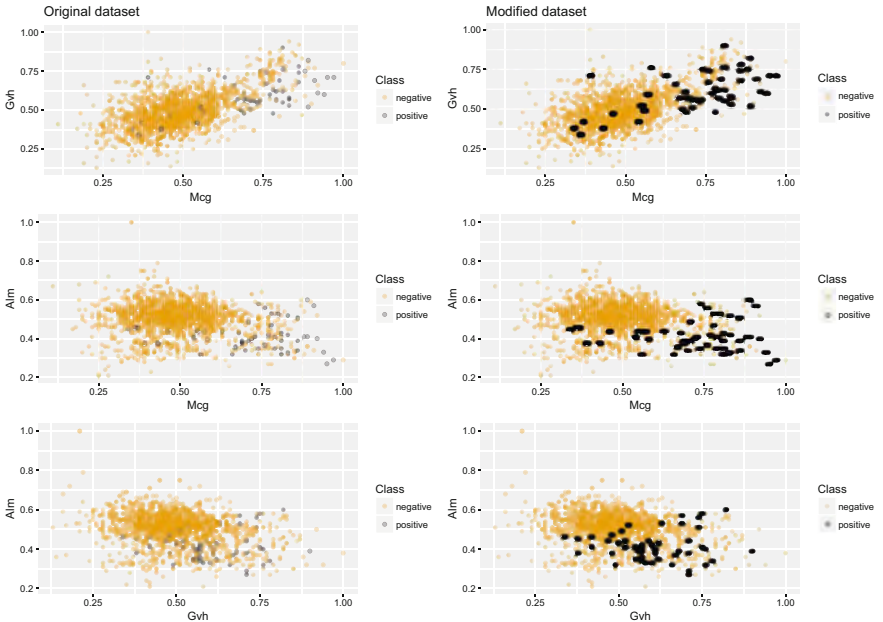 Original dataset
1.00
0.75
0.50
0.25
Gvh
0.25 0.50 0.75 1.00
Mcg
Class
negative
positive
Modified dataset
1.00
0.75
0.50
0.25
Gvh
0.25 0.50 0.75 1.00
Mcg
Class
negative
positive
1.0
0.8
0.6
0.4
0.2
Alm
0.25 0.50 0.75 1.00
Mcg
Class
negative
positive
1.0
0.8
0.6
0.4
0.2
Alm
0.25 0.50 0.75 1.00
Mcg
Class
negative
positive
1.0
0.8
0.6
0.4
0.2
Alm
0.25 0.50 0.75 1.00
Gvh
Class
negative
positive
1.0
0.8
0.6
0.4
0.2
Alm
0.25 0.50 0.75 1.00
Gvh
Class
negative
positive